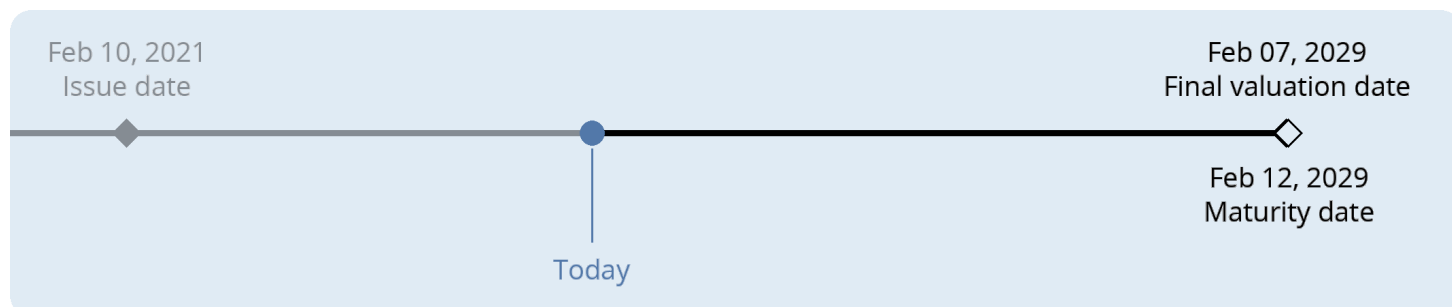 Feb 10, 2021
Issue date
Feb 07, 2029
Final valuation date
Feb 12, 2029
Maturity date
Today